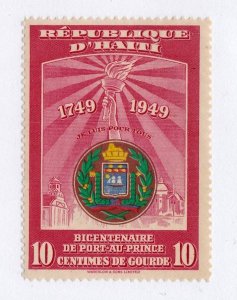 RÉPUBLIQUE
D'HAÏTI
1749 1949
JE LUIS POUR TOUS
BICENTENAIRE
DE PORT-AU-PRINCE
10 CENTIMES DE GOURDE 10
WATERLOW & SONS LIMITED